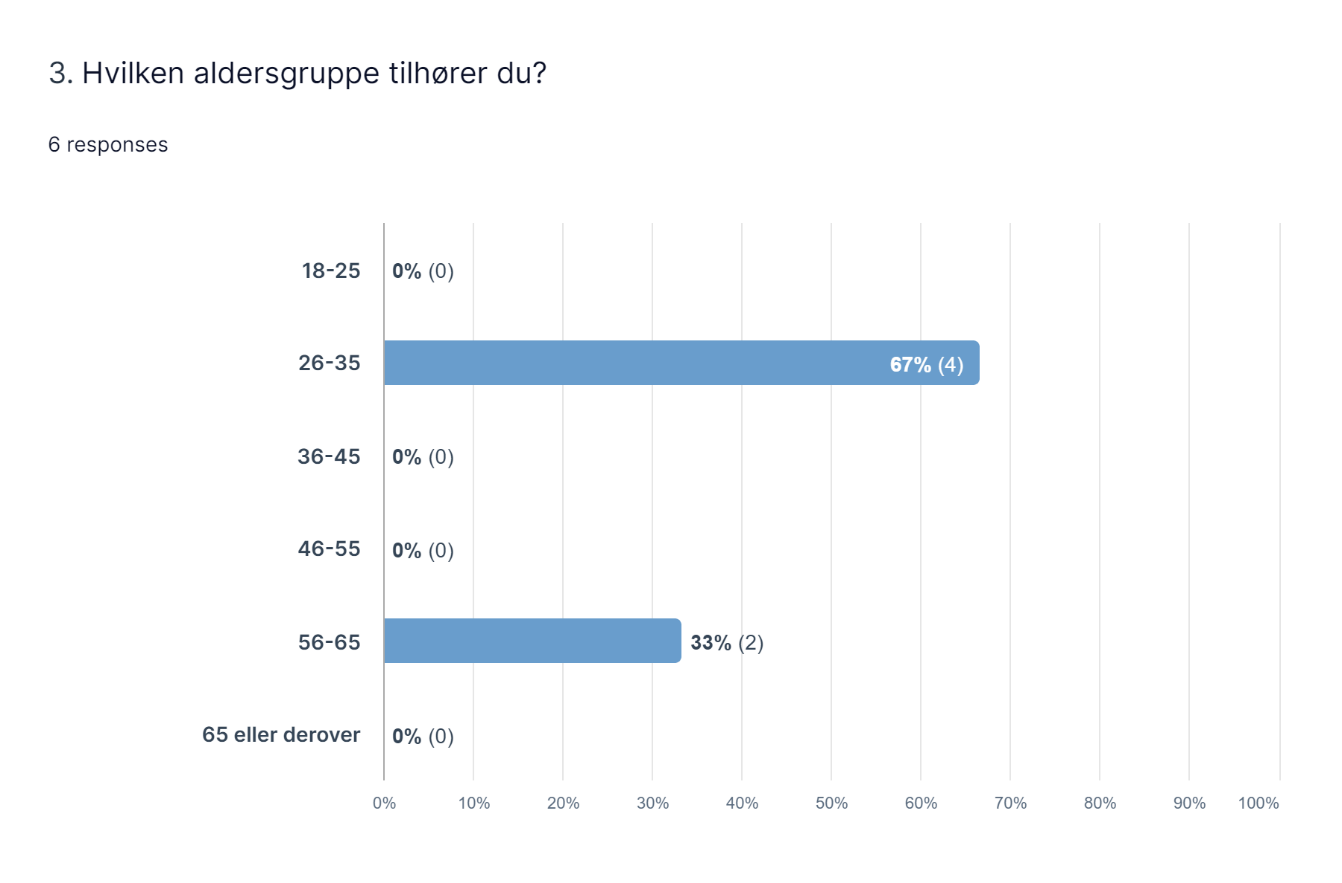 3. Hvilken aldersgruppe tilhører du?
6 responses
18-25 0% (0)
26-35 67% (4)
36-45 0% (0)
46-55 0% (0)
56-65 33% (2)
65 eller derover 0% (0)
0% 10% 20% 30% 40% 50% 60% 70% 80% 90% 100%